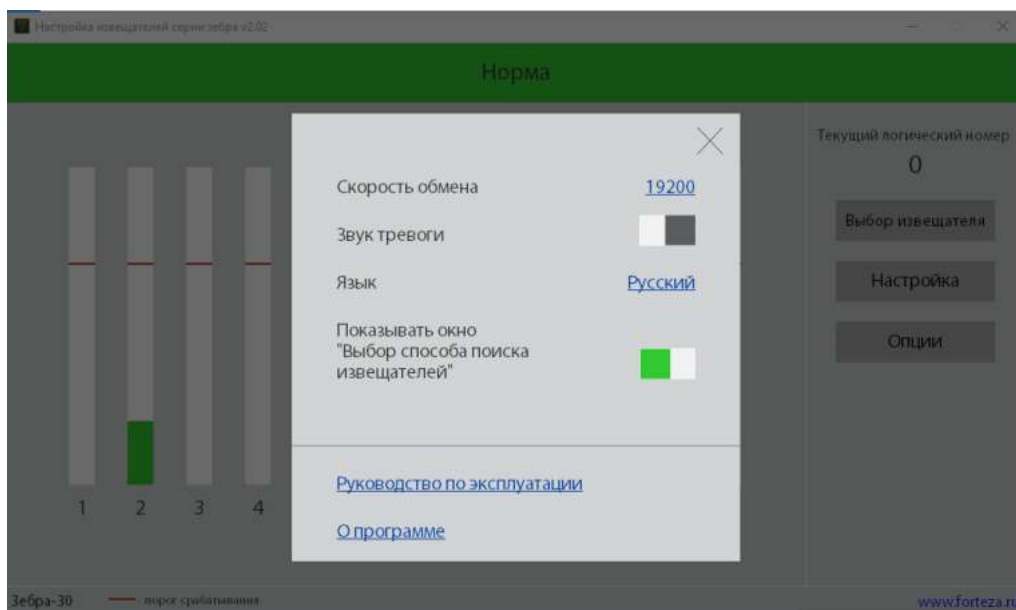 Настройка извещателей серии зебра v2.02
Норма
Текущий логический номер
0
Скорость обмена 19200
Выбор извещателя
Звук тревоги
Язык Русский
Настройка
Показывать окно
"Выбор способа поиска
извещателей"
Опции
Руководство по эксплуатации
1 2 3 4
О программе
Зебра-30 - порог срабатывания www.forteza.ru